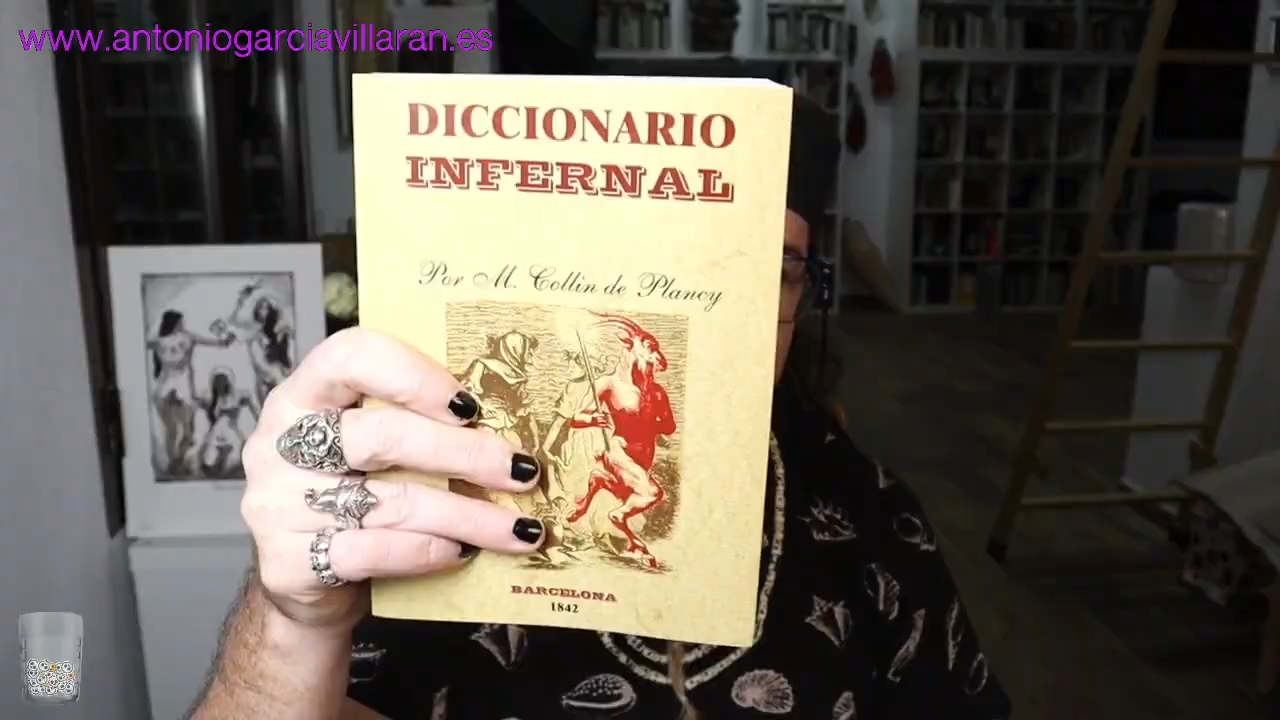 www.antoniogarciavillaran.es
DICCIONARIO
INFERNAL
Por M. Collin de Plancy
BARCELONA
1842